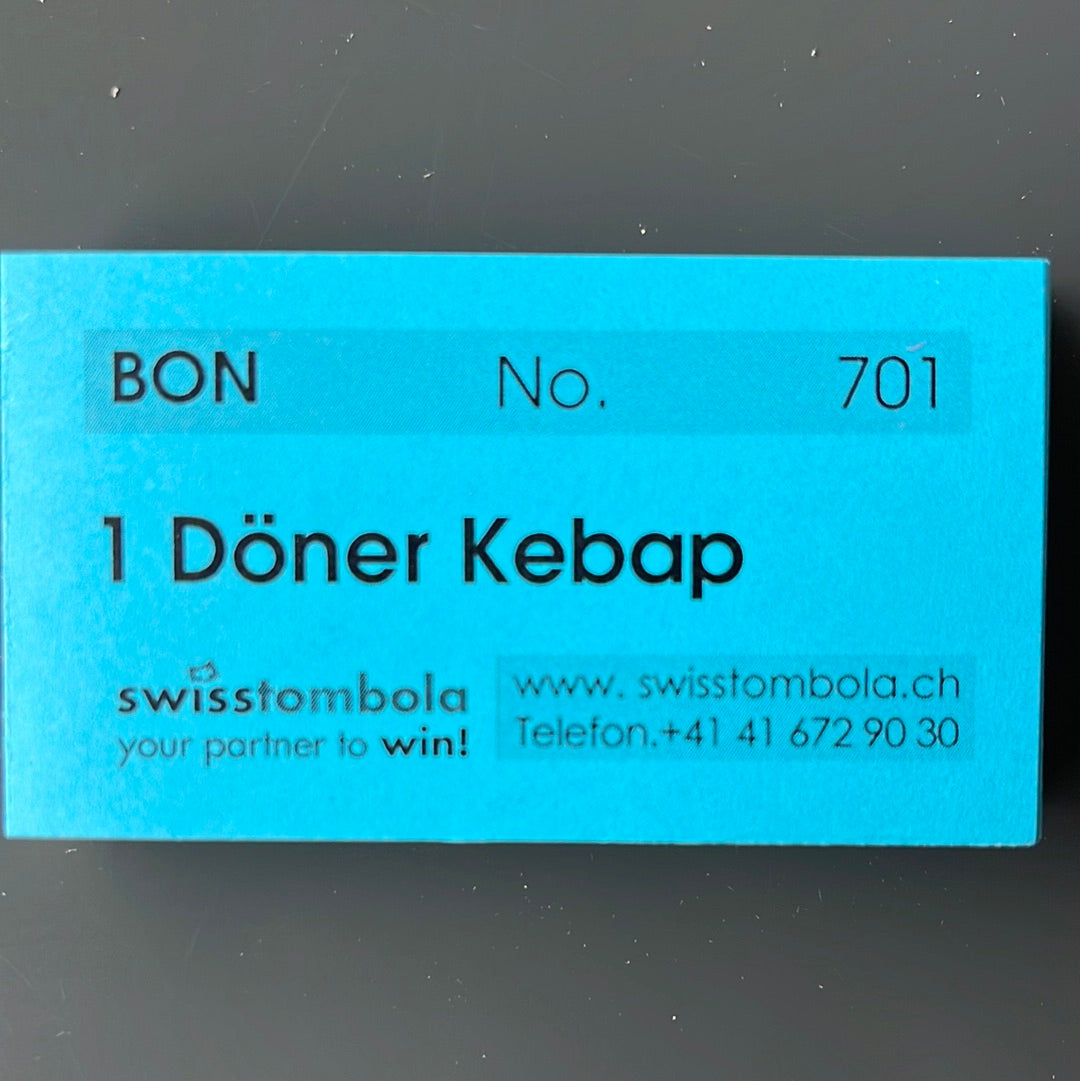 BON No. 701
1 Döner Kebap
swisstombola
your partner to win!
www. swisstombola.ch
Telefon.+41 41 672 90 30